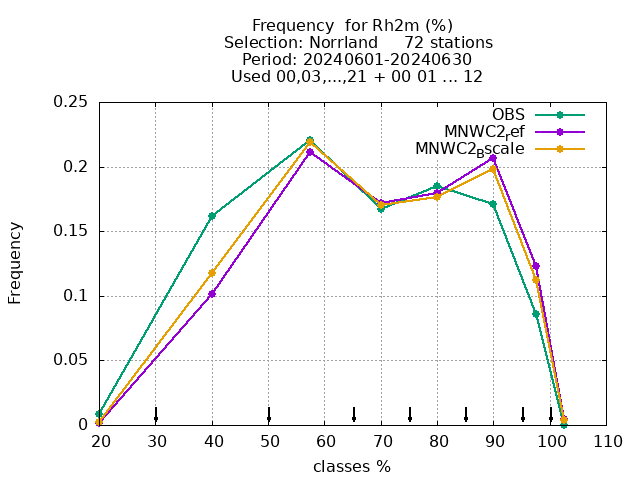 Frequency  for Rh2m (%)
Selection: Norrland     72 stations
Period: 20240601-20240630
Used 00,03,...,21 + 00 01 ... 12
OBS
MNWC2ref
MNWC2Bscale
0.25
0.2
0.15
0.1
0.05
0
Frequency
20 30 40 50 60 70 80 90 100 110
classes %